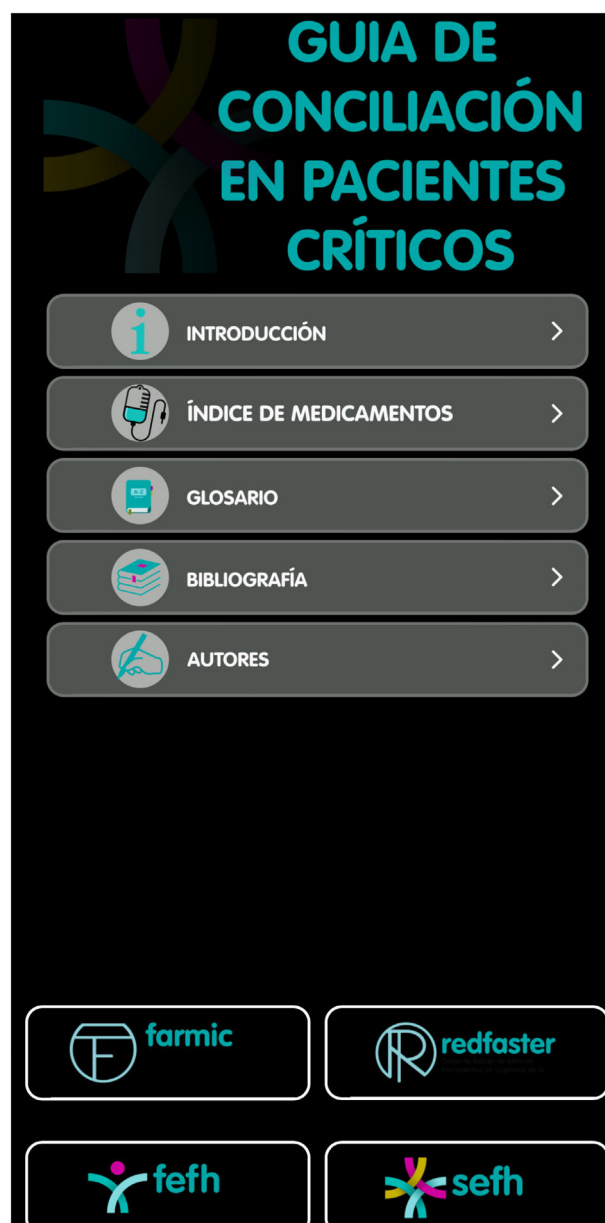 GUIA DE
CONCILIACIÓN
EN PACIENTES
CRÍTICOS
INTRODUCCIÓN
ÍNDICE DE MEDICAMENTOS
GLOSARIO
BIBLIOGRAFÍA
AUTORES
farmic
redfaster
fefh
sefh